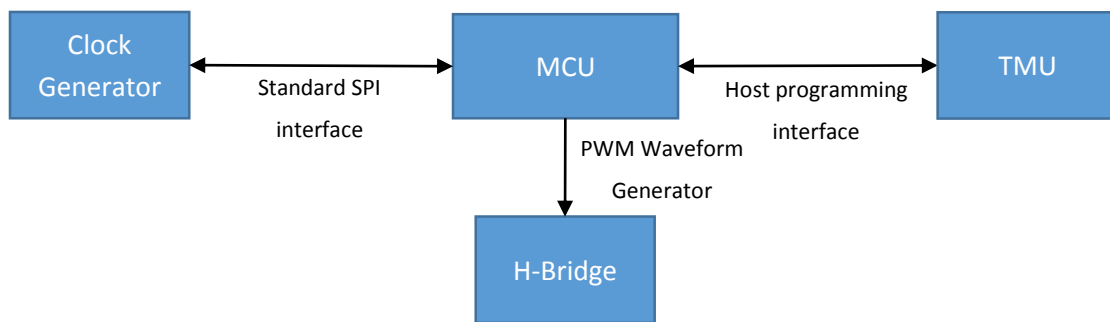 Clock
Generator
Standard SPI
interface
MCU
Host programming
interface
TMU
PWM Waveform
Generator
H-Bridge